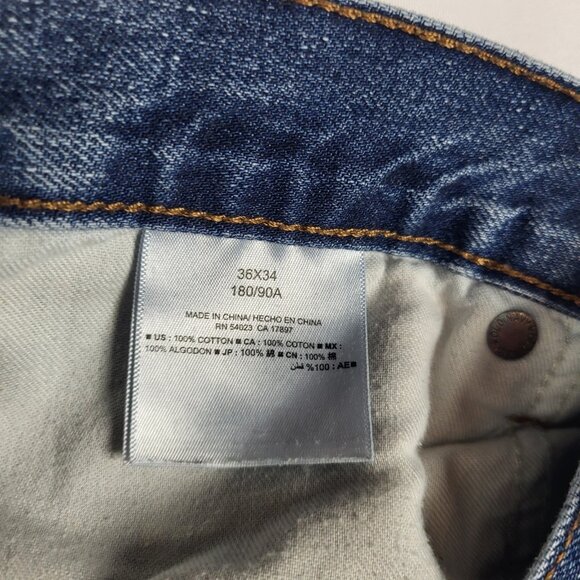 36X34
180/90A
MADE IN CHINA/ HECHO EN CHINA
RN 54023 CA 17897
■ US : 100% COTTON ■ CA : 100% COTON ■ MX :
100% ALGODON ■ JP : 100% 綿 ■ CN : 100% 棉
■ AE : 100% قطن